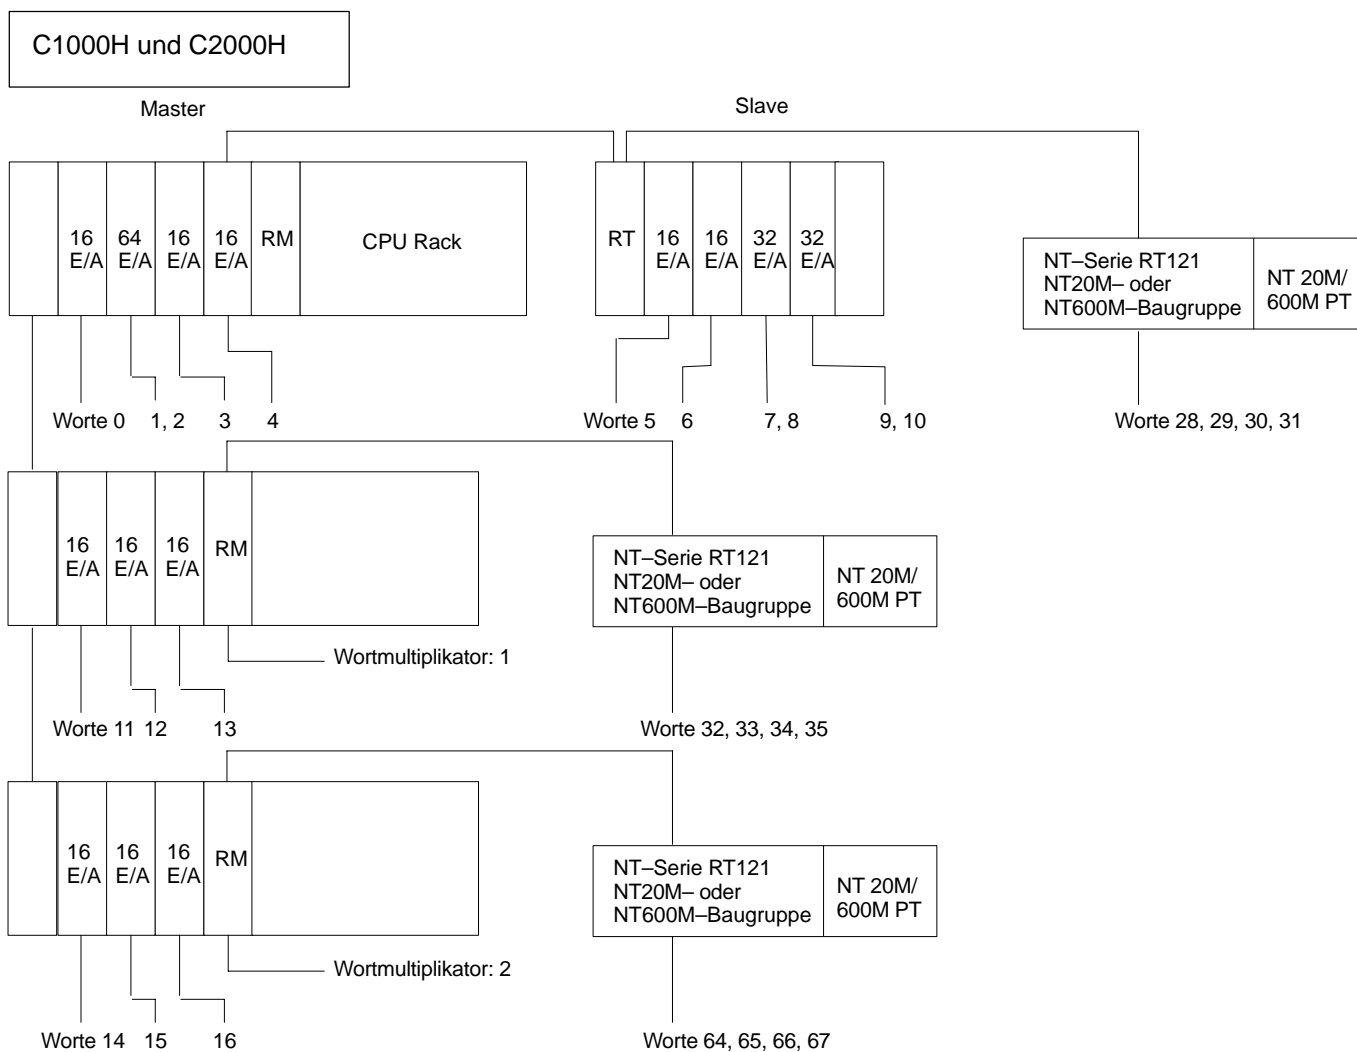 C1000H und C2000H
Master
Slave
16 E/A
64 E/A
16 E/A
16 E/A
RM
CPU Rack
RT
16 E/A
16 E/A
32 E/A
32 E/A
NT–Serie RT121
NT20M– oder
NT600M–Baugruppe
NT 20M/
600M PT
Worte 0 1, 2 3 4
Worte 5 6 7, 8 9, 10
Worte 28, 29, 30, 31
16 E/A
16 E/A
16 E/A
RM
NT–Serie RT121
NT20M– oder
NT600M–Baugruppe
NT 20M/
600M PT
Wortmultiplikator: 1
Worte 11 12 13
Worte 32, 33, 34, 35
16 E/A
16 E/A
16 E/A
RM
NT–Serie RT121
NT20M– oder
NT600M–Baugruppe
NT 20M/
600M PT
Wortmultiplikator: 2
Worte 14 15 16
Worte 64, 65, 66, 67